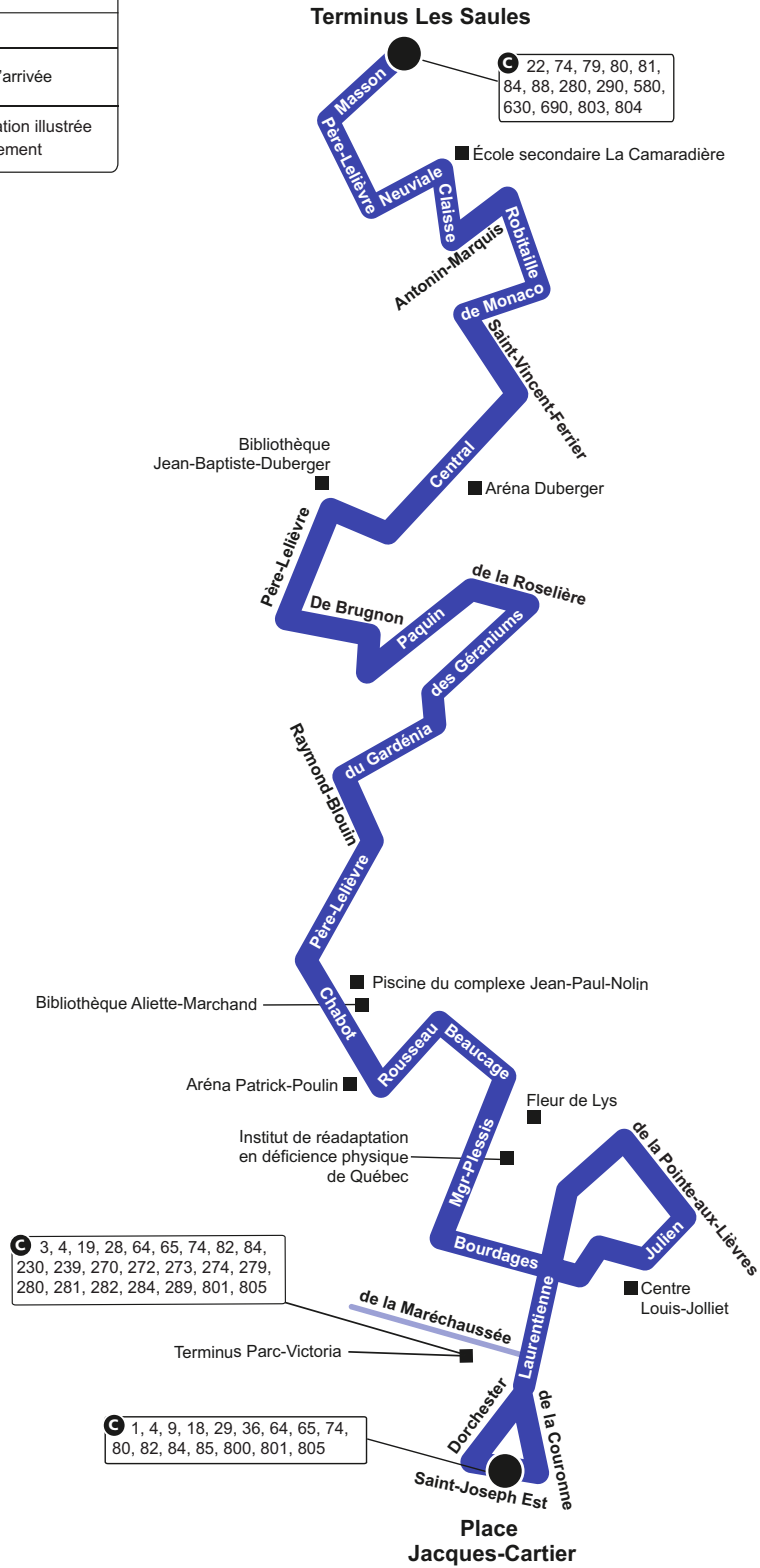 'arrivée
ation illustrée
ement
Terminus Les Saules
C 22, 74, 79, 80, 81,
84, 88, 280, 290, 580,
630, 690, 803, 804
Masson
Père-Lelièvre
Neuviale
Claisse
École secondaire La Camaradière
Antonin-Marquis
Robitaille
de Monaco
Saint-Vincent-Ferrier
Bibliothèque
Jean-Baptiste-Duberger
Central
Aréna Duberger
Père-Lelièvre
De Brugnon
Paquin
de la Roselière
des Géraniums
du Gardénia
Raymond-Blouin
Père-Lelièvre
Piscine du complexe Jean-Paul-Nolin
Bibliothèque Aliette-Marchand
Chabot
Aréna Patrick-Poulin
Rousseau
Beaucage
Fleur de Lys
Institut de réadaptation
en déficience physique
de Québec
Mgr-Plessis
de la Pointe-aux-Lièvres
Bourdages
Julien
Centre
Louis-Jolliet
C 3, 4, 19, 28, 64, 65, 74, 82, 84,
230, 239, 270, 272, 273, 274, 279,
280, 281, 282, 284, 289, 801, 805
Laurentienne
de la Maréchaussée
Terminus Parc-Victoria
Dorchester
de la Couronne
C 1, 4, 9, 18, 29, 36, 64, 65, 74,
80, 82, 84, 85, 800, 801, 805
Saint-Joseph Est
Place
Jacques-Cartier